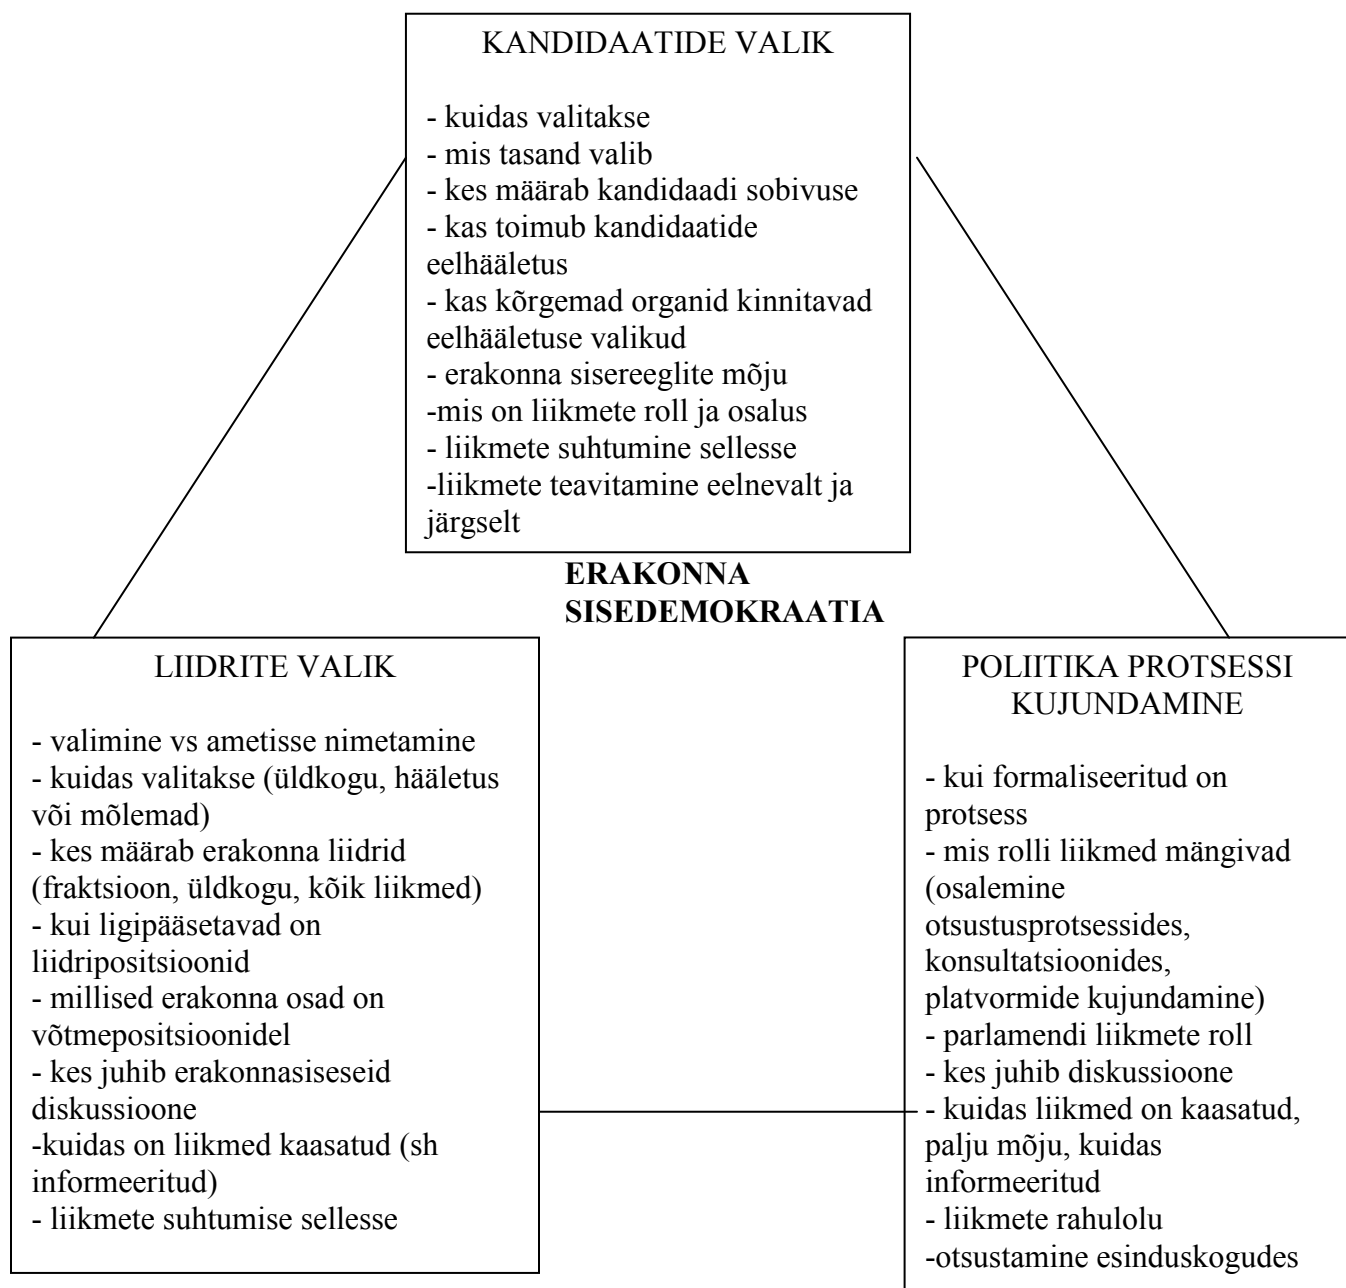 KANDIDAATIDE VALIK
- kuidas valitakse
- mis tasand valib
- kes määrab kandidaadi sobivuse
- kas toimub kandidaatide
eelhääletus
- kas kõrgemad organid kinnitavad
eelhääletuse valikud
- erakonna sisereeglite mõju
-mis on liikmete roll ja osalus
- liikmete suhtumine sellesse
-liikmete teavitamine eelnevalt ja
järgselt
ERAKONNA
SISEDEMOKRAATIA
LIIDRITE VALIK
- valimine vs ametisse nimetamine
- kuidas valitakse (üldkogu, hääletus
või mõlemad)
- kes määrab erakonna liidrid
(fraktsioon, üldkogu, kõik liikmed)
- kui ligipääsetavad on
liidripositsioonid
- millised erakonna osad on
võtmepositsioonidel
- kes juhib erakonnasiseseid
diskussioone
-kuidas on liikmed kaasatud (sh
informeeritud)
- liikmete suhtumise sellesse
POLIITIKA PROTSESSI
KUJUNDAMINE
- kui formaliseeritud on
protsess
- mis rolli liikmed mängivad
(osalemine
otsustusprotsessides,
konsultatsioonides,
platvormide kujundamine)
- parlamendi liikmete roll
- kes juhib diskussioone
- kuidas liikmed on kaasatud,
palju mõju, kuidas
informeeritud
- liikmete rahulolu
-otsustamine esinduskogudes